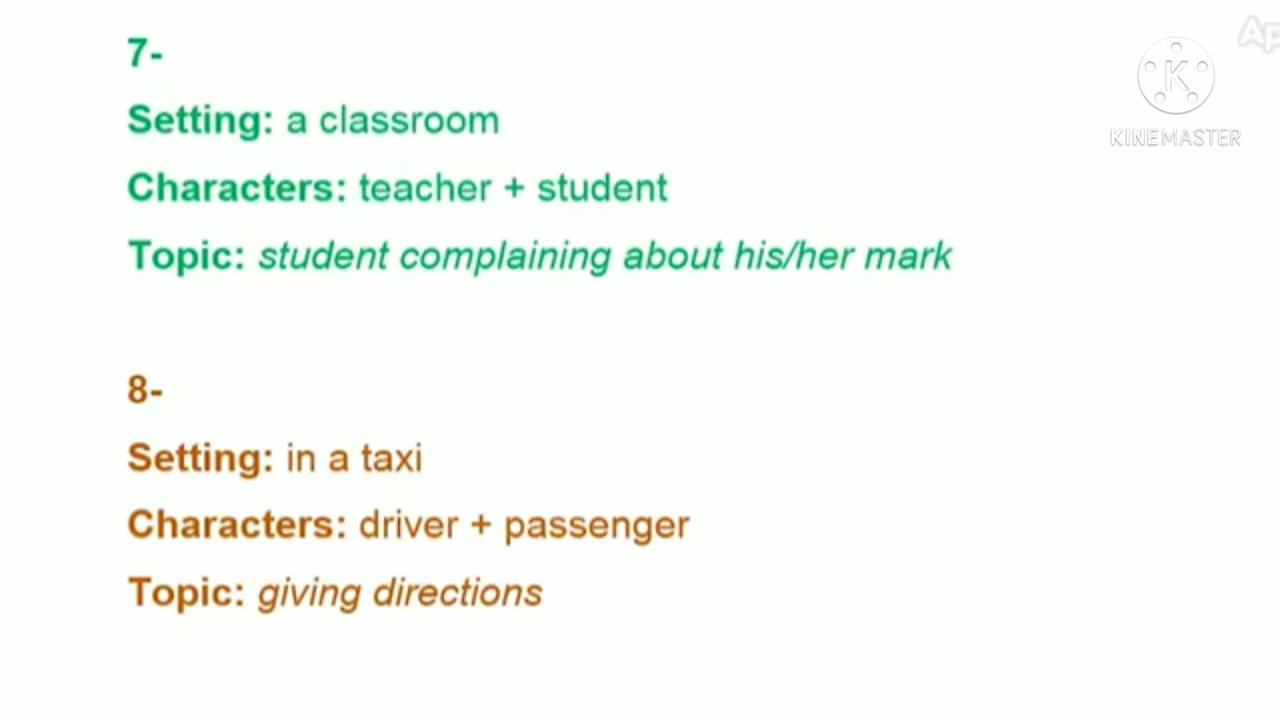 7-
Setting: a classroom
Characters: teacher + student
Topic: student complaining about his/her mark
8-
Setting: in a taxi
Characters: driver + passenger
Topic: giving directions
K
KINEMASTER